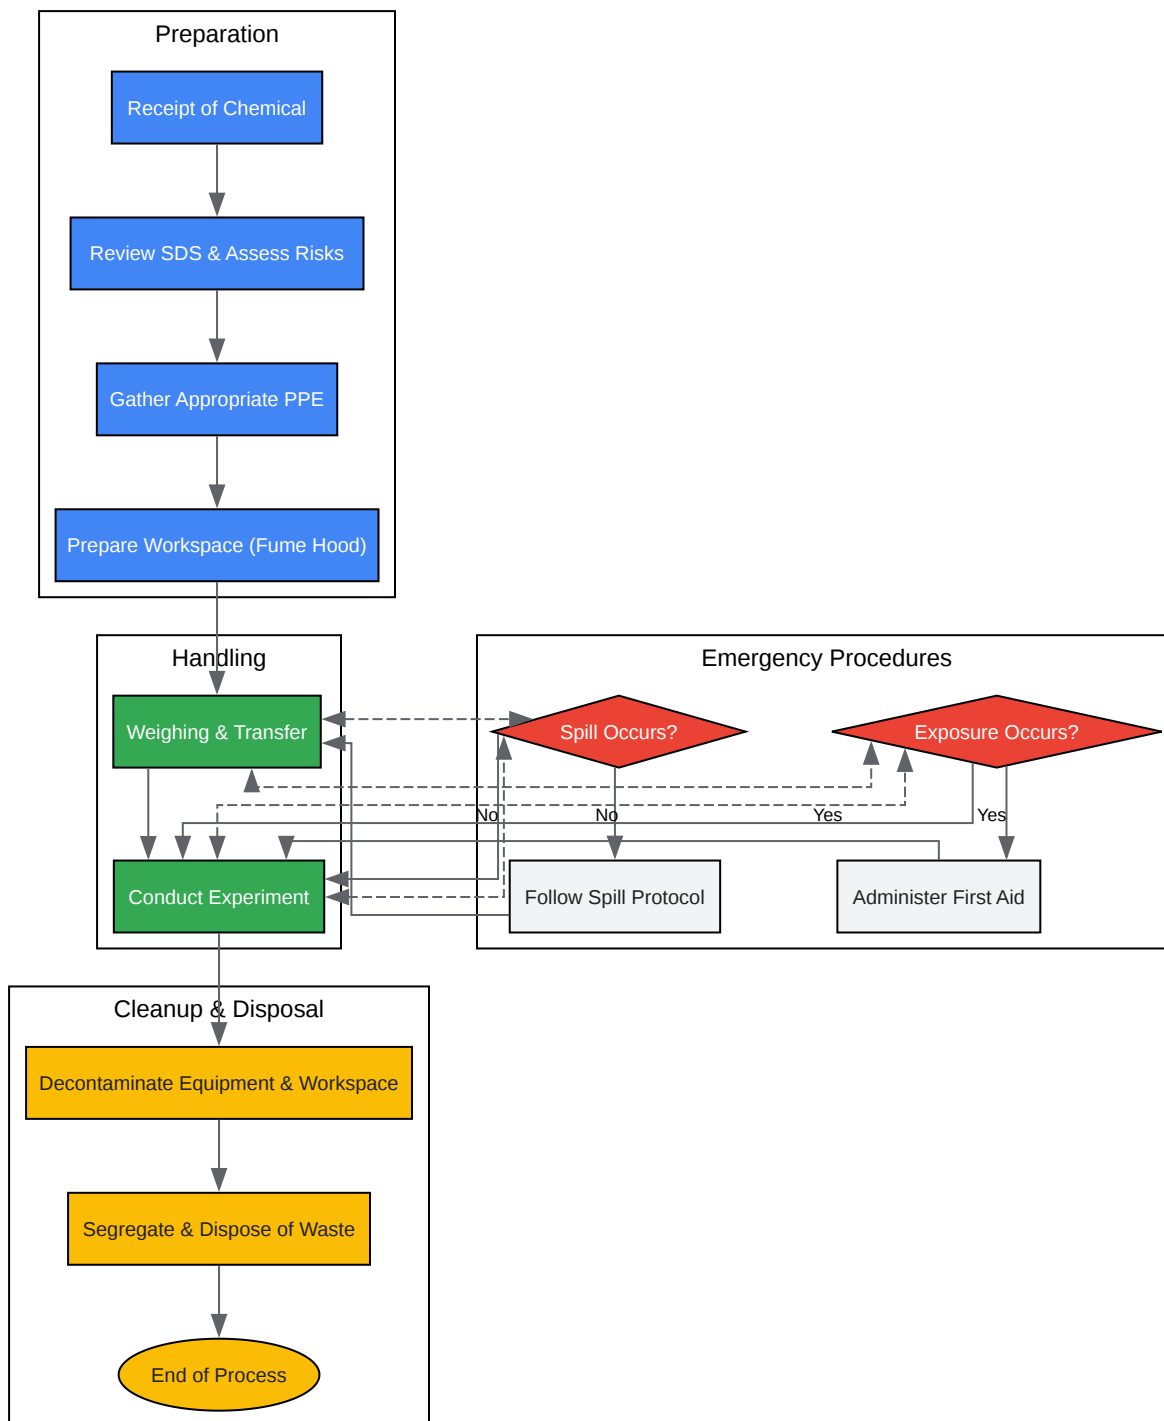 Preparation
Receipt of Chemical
Review SDS & Assess Risks
Gather Appropriate PPE
Prepare Workspace (Fume Hood)
Handling
Emergency Procedures
Weighing & Transfer
Spill Occurs?
Exposure Occurs?
No
No
Yes
Yes
Conduct Experiment
Follow Spill Protocol
Administer First Aid
Cleanup & Disposal
Decontaminate Equipment & Workspace
Segregate & Dispose of Waste
End of Process